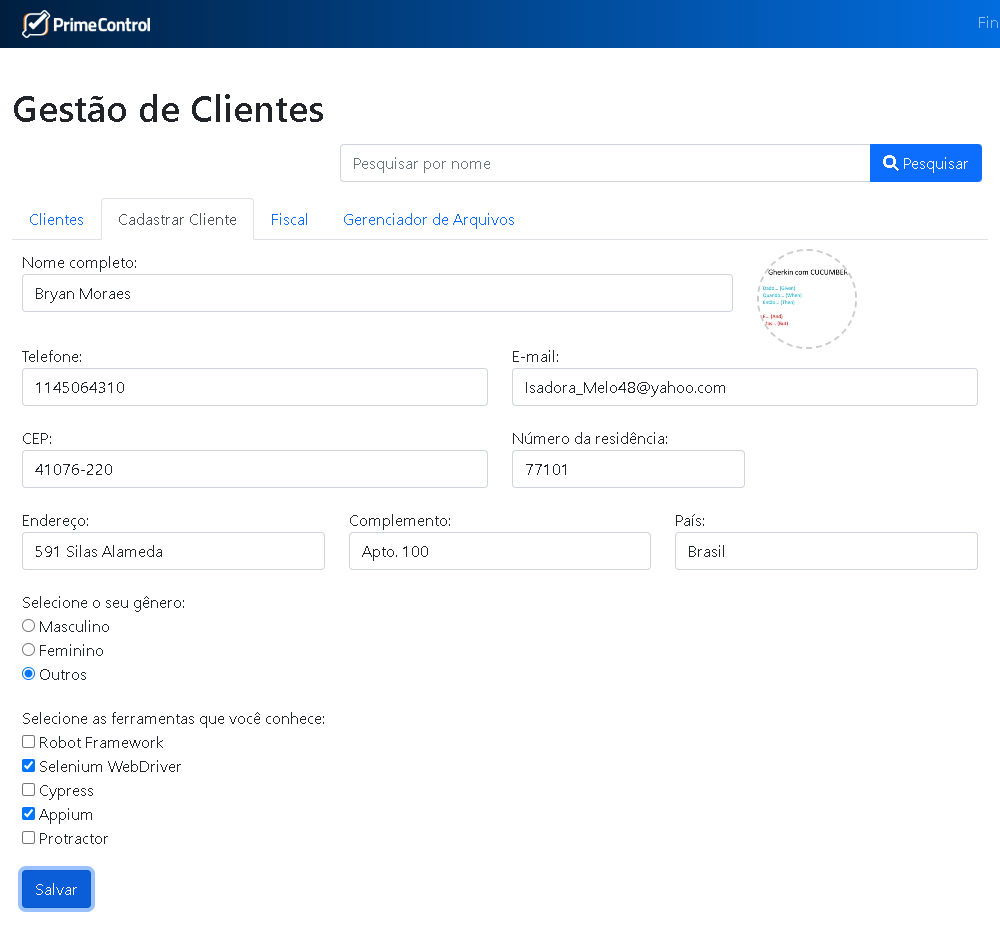 PrimeControl
Fin
Gestão de Clientes
Pesquisar por nome
Pesquisar
Clientes Cadastrar Cliente Fiscal Gerenciador de Arquivos
Nome completo:
Bryan Moraes
Gherkin com CUCUMBER
Dado... (Given)
Quando... (When)
Então... (Then)
E... (And)
(But)
Telefone: E-mail:
1145064310 Isadora_Melo48@yahoo.com
CEP: Número da residência:
41076-220 77101
Endereço: Complemento: País:
591 Silas Alameda Apto. 100 Brasil
Selecione o seu gênero:
Masculino
Feminino
Outros
Selecione as ferramentas que você conhece:
Robot Framework
Selenium WebDriver
Cypress
Appium
Protractor
Salvar